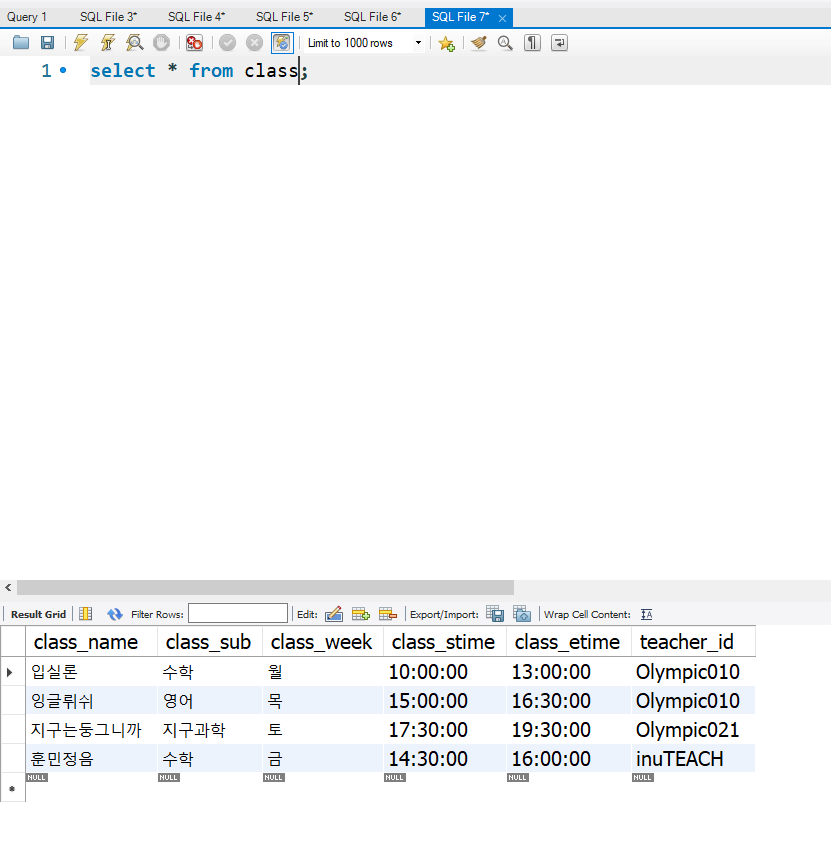 Query 1 SQL File 3* SQL File 4* SQL File 5* SQL File 6* SQL File 7*
Limit to 1000 rows
1 select * from class;
Result Grid Filter Rows: Edit: Export/Import: Wrap Cell Content:
class_name class_sub class_week class_stime class_etime teacher_id
입실론 수학 월 10:00:00 13:00:00 Olympic010
잉글뤼쉬 영어 목 15:00:00 16:30:00 Olympic010
지구는둥그니까 지구과학 토 17:30:00 19:30:00 Olympic021
훈민정음 수학 금 14:30:00 16:00:00 inuTEACH
NULL NULL NULL NULL NULL NULL